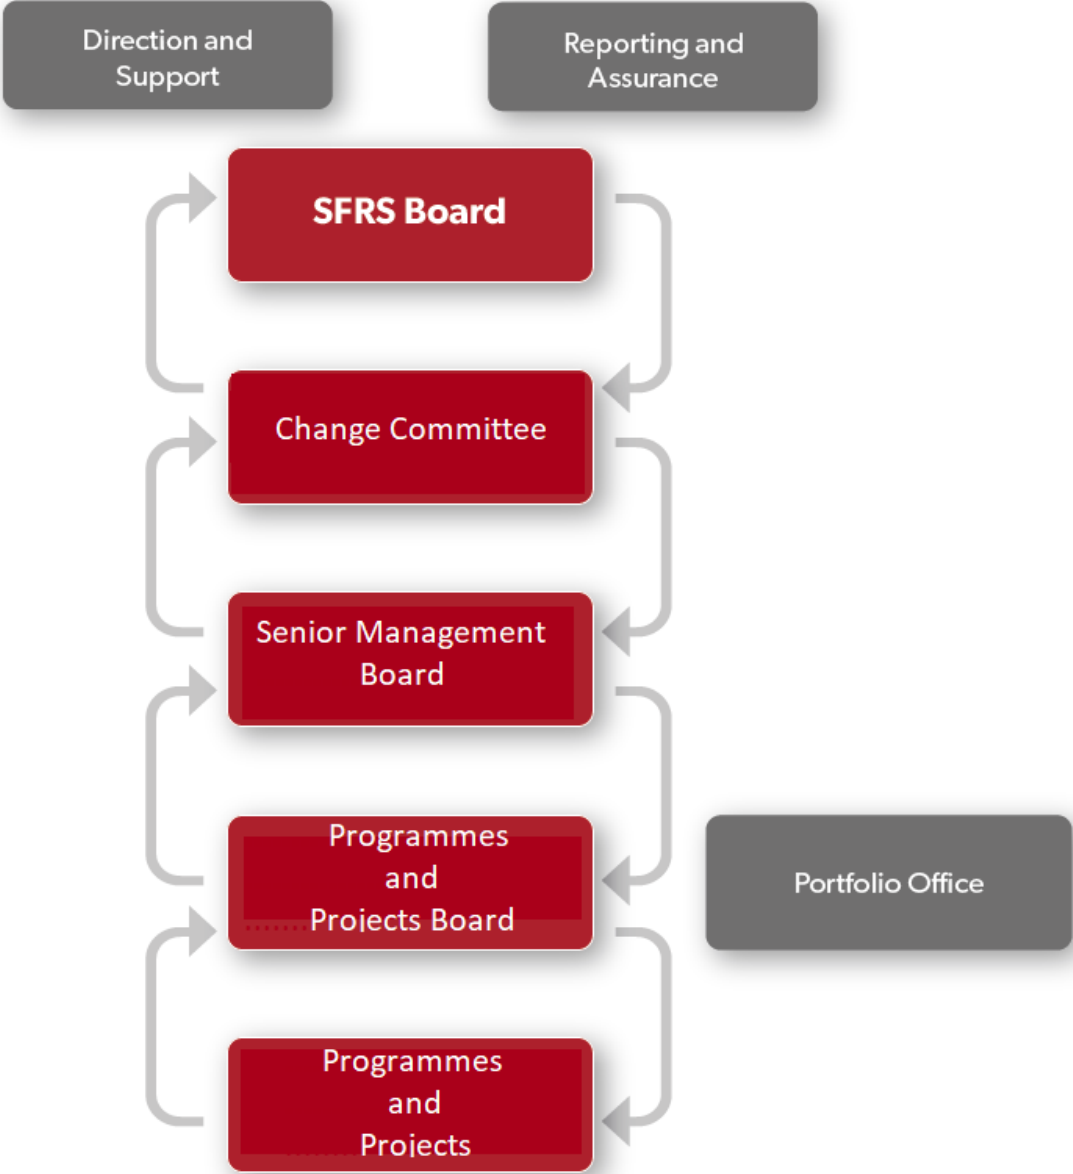 Direction and
Support
Reporting and
Assurance
SFRS Board
Change Committee
Senior Management
Board
Programmes
and
Projects Board
Portfolio Office
Programmes
and
Projects